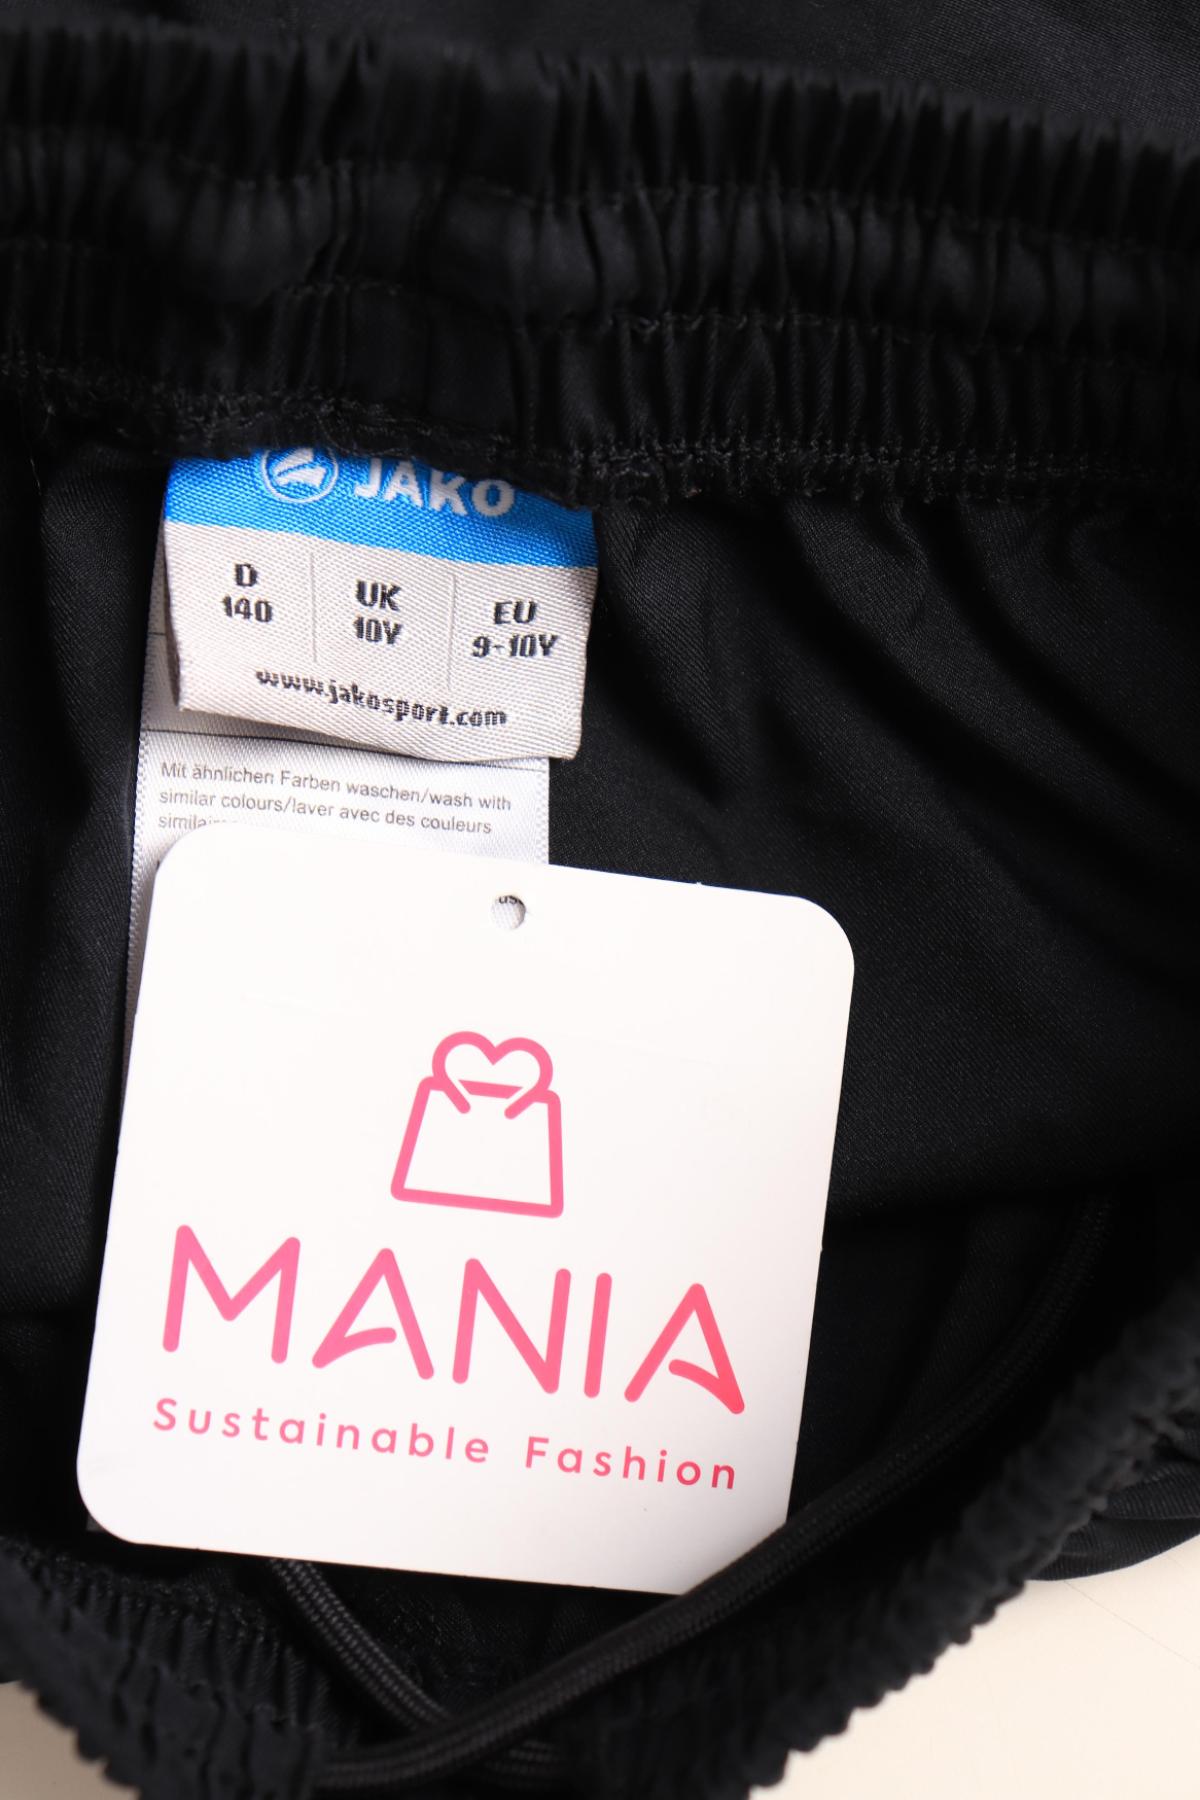 JAKO
D UK EU
140 10Y 9-10Y
www.jakosport.com
Mit ähnlichen Farben waschen/wash with
similar colours/laver avec des couleurs
MANIA
Sustainable Fashion